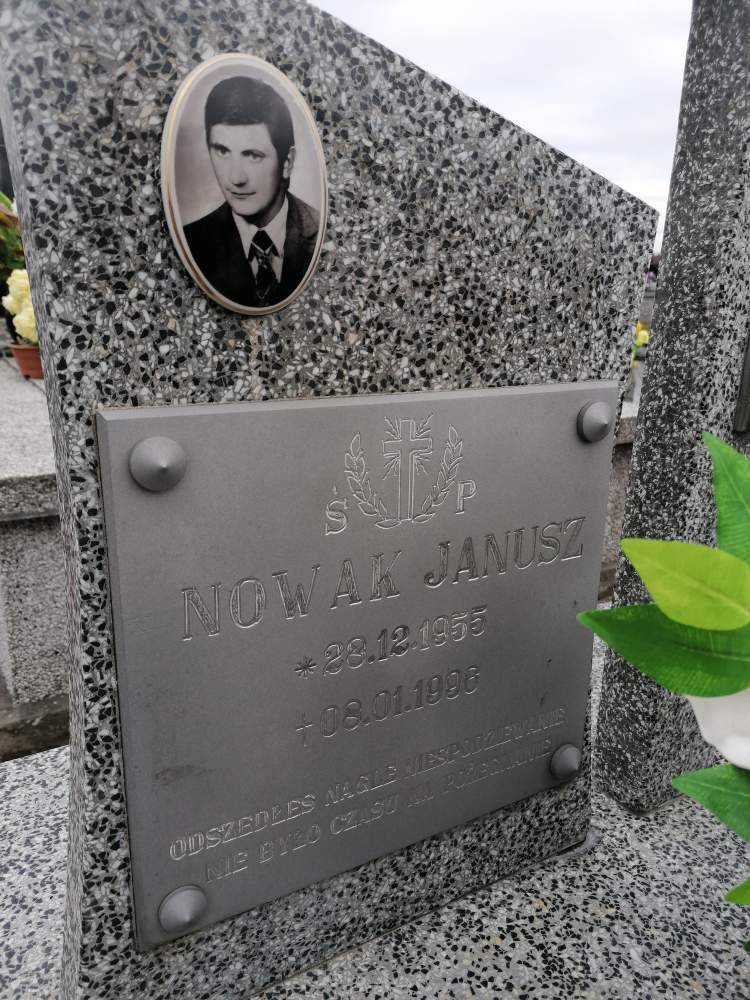 Ś P
NOWAK JANUSZ
*28.12.1955
†08.01.1996
ODSZEDŁEŚ NAGLE NIESPODZIEWANIE
NIE BYŁO CZASU NA POŻEGNANIE